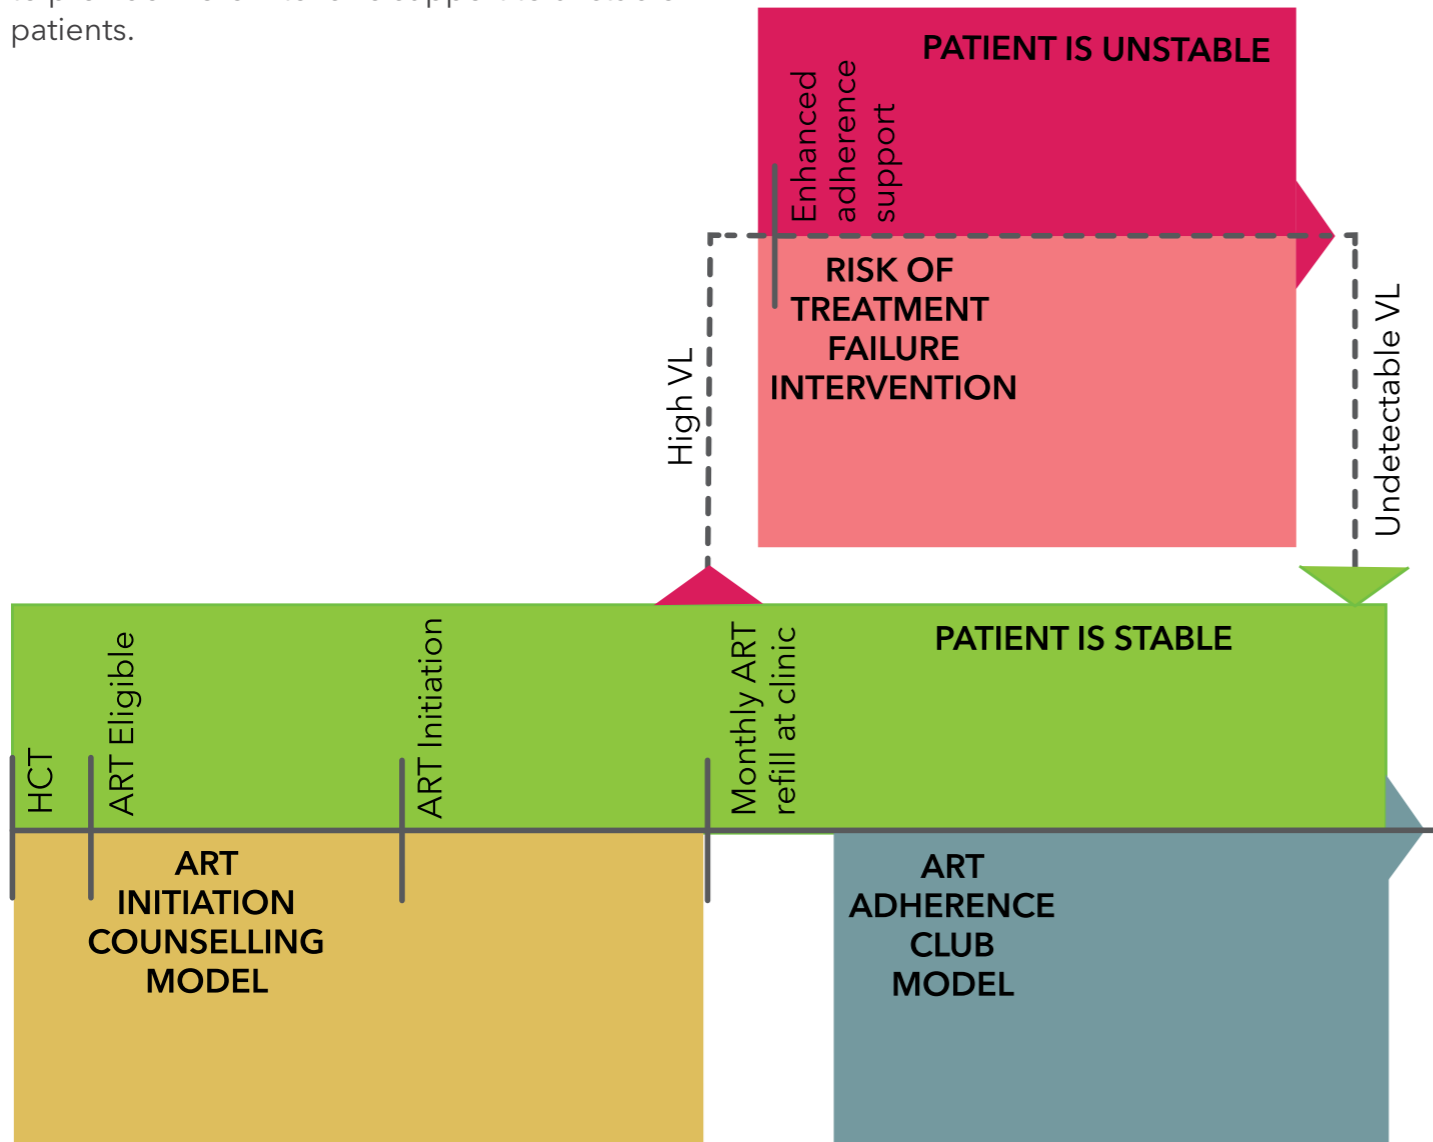 patients.
PATIENT IS UNSTABLE
Enhanced
adherence
support
RISK OF
TREATMENT
FAILURE
INTERVENTION
High VL
Undetectable VL
PATIENT IS STABLE
HCT
ART Eligible
ART Initiation
Monthly ART
refill at clinic
ART
INITIATION
COUNSELLING
MODEL
ART
ADHERENCE
CLUB
MODEL